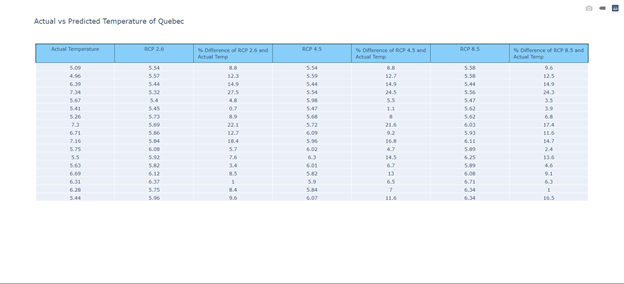 Actual vs Predicted Temperature of Quebec
Actual Temperature RCP 2.6 % Difference of RCP 2.6 and Actual Temp RCP 4.5 % Difference of RCP 4.5 and Actual Temp RCP 8.5 % Difference of RCP 8.5 and Actual Temp
5.09 5.54 8.8 5.54 8.8 5.58 9.6
4.96 5.57 12.3 5.59 12.7 5.58 12.5
6.39 5.44 14.9 5.44 14.9 5.44 14.9
7.34 5.32 27.5 5.54 24.5 5.56 24.3
5.67 5.4 4.8 5.98 5.5 5.47 3.5
5.41 5.45 0.7 5.47 1.1 5.62 3.9
5.26 5.73 8.9 5.68 8 5.62 6.8
7.3 5.69 22.1 5.72 21.6 6.03 17.4
6.71 5.86 12.7 6.09 9.2 5.93 11.6
7.16 5.84 18.4 5.96 16.8 6.11 14.7
5.75 6.08 5.7 6.02 4.7 5.89 2.4
5.5 5.92 7.6 6.3 14.5 6.25 13.6
5.63 5.82 3.4 6.01 6.7 5.89 4.6
6.69 6.12 8.5 5.82 13 6.08 9.1
6.31 6.37 1 5.9 6.5 6.71 6.3
6.28 5.75 8.4 5.84 7 6.34 1
5.44 5.96 9.6 6.07 11.6 6.34 16.5